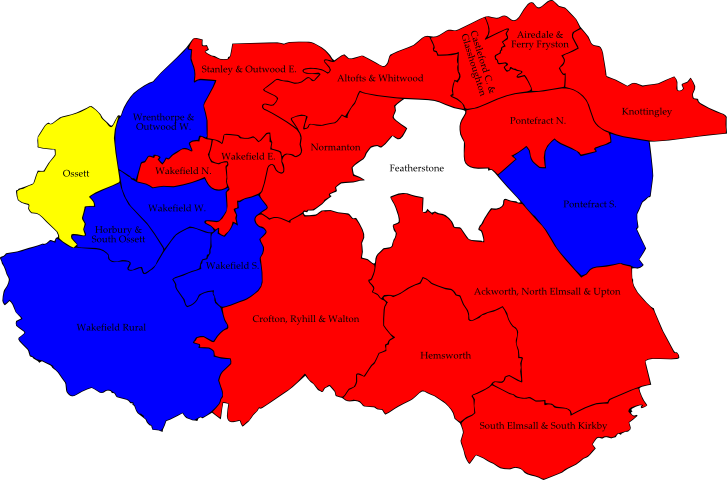 Airedale &
Ferry Fryston
Castleford C. &
Glasshoughton
Stanley & Outwood E.
Altofts & Whitwood
Knottingley
Wrenthorpe &
Outwood W.
Pontefract N.
Normanton
Wakefield E.
Featherstone
Wakefield N.
Ossett
Wakefield W.
Pontefract S.
Horbury &
South Ossett
Wakefield S.
Ackworth, North Elmsall & Upton
Crofton, Ryhill & Walton
Wakefield Rural
Hemsworth
South Elmsall & South Kirkby